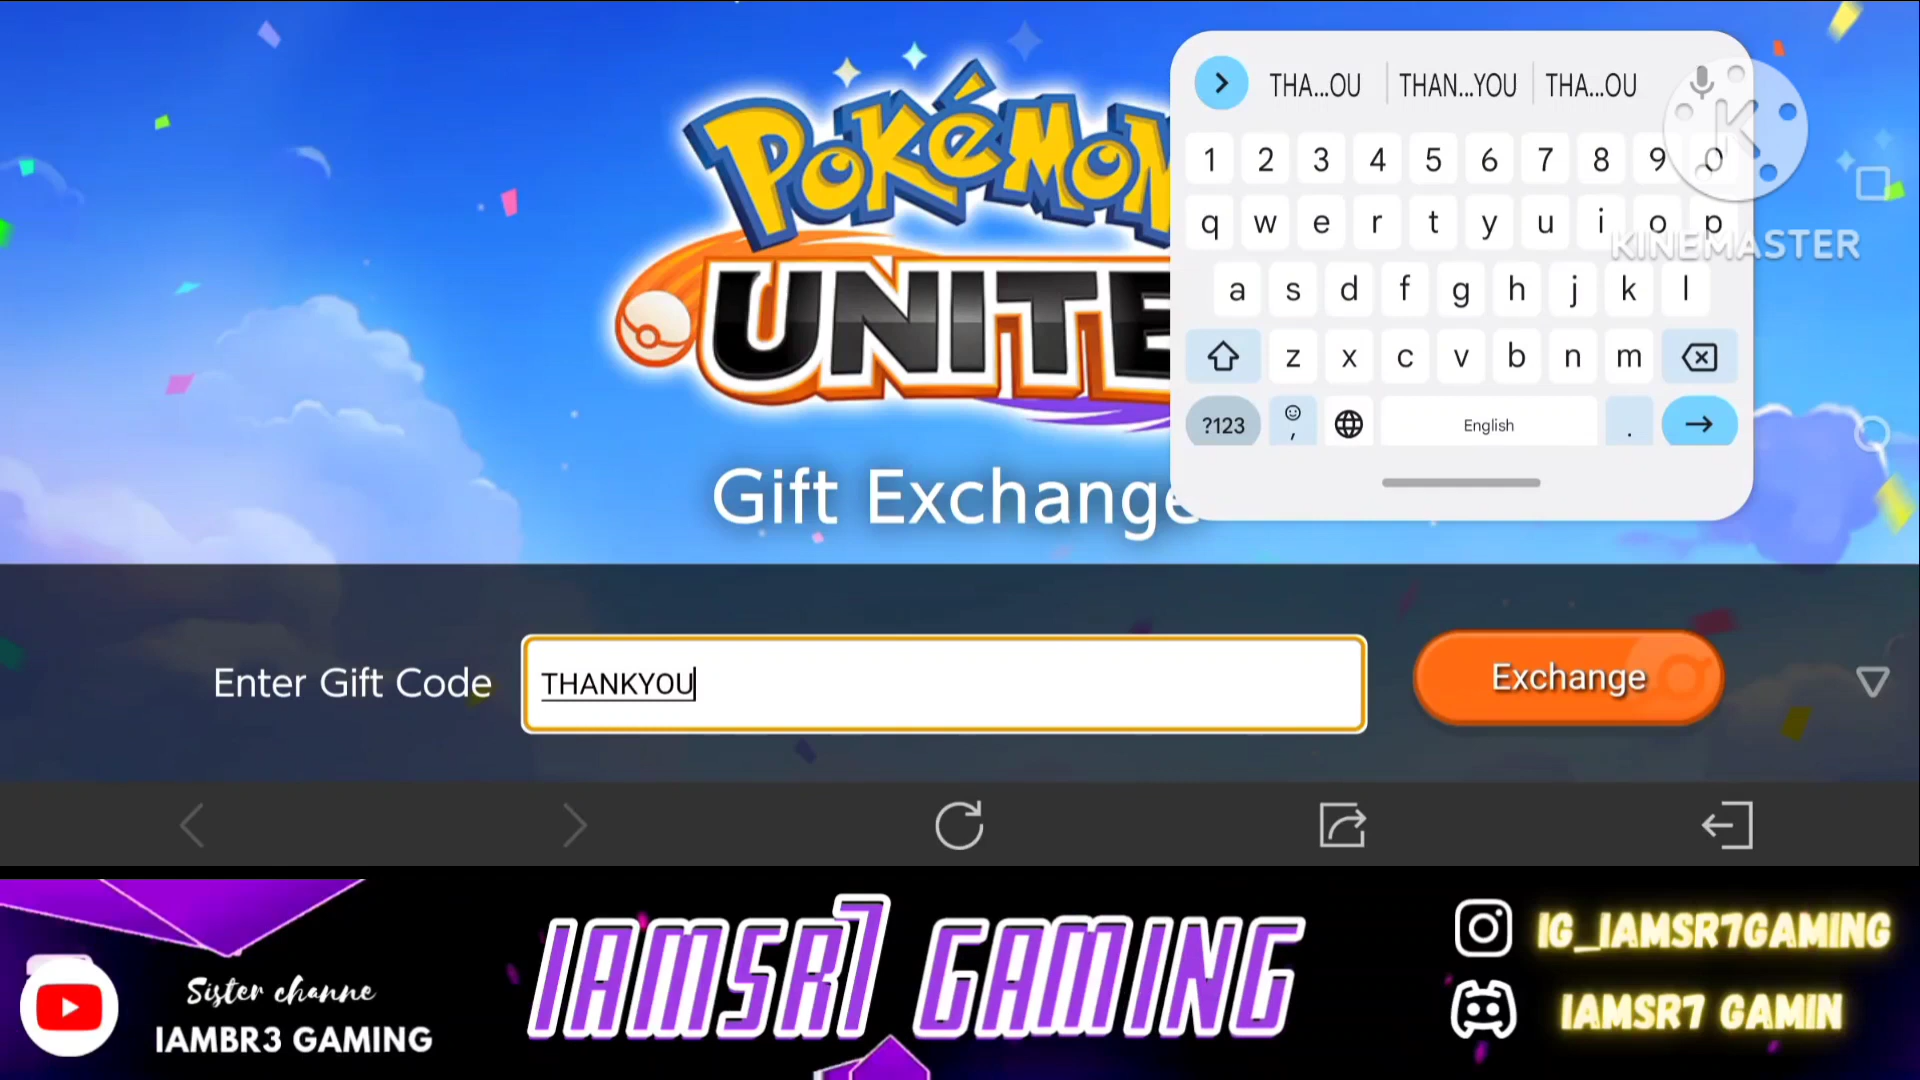 POKÉMON
UNITE
Gift Exchange
THA...OU THAN...YOU THA...OU
1 2 3 4 5 6 7 8 9 0
q w e r t y u i o p
a s d f g h j k l
z x c v b n m
?123 , English .
K
KINEMASTER
Enter Gift Code THANKYOU Exchange
Sister channe
IAMBR3 GAMING
IAMSR7 GAMING
IG_IAMSR7GAMING
IAMSR7 GAMIN